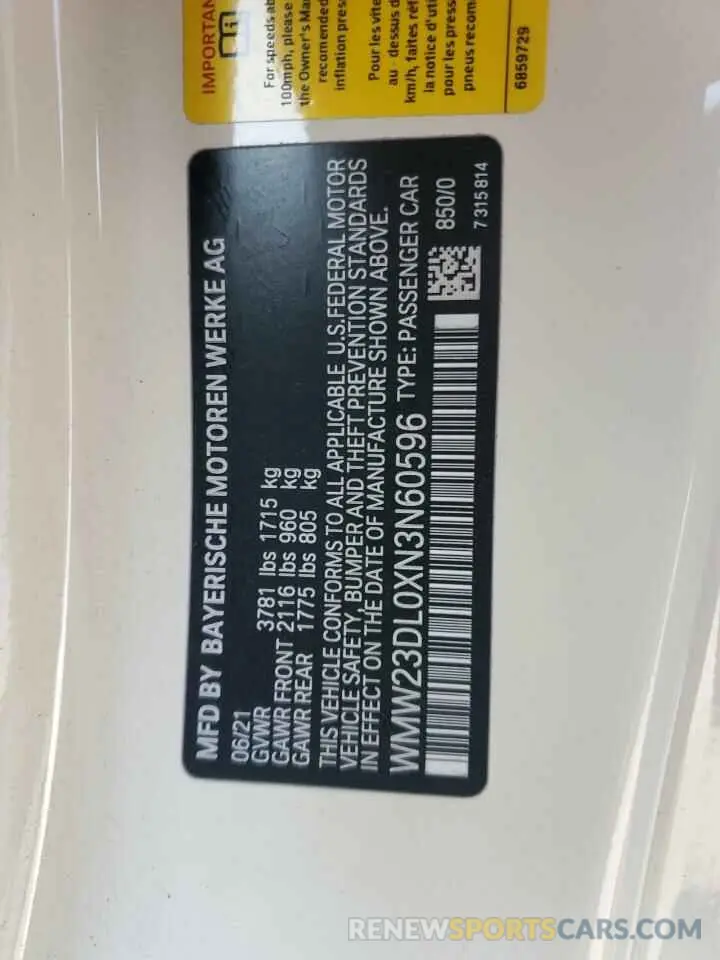 IMPORTAN
For speeds ab
100mph, please
the Owner's Ma
recomended
inflation press
Pour les vite
au - dessus d
km/h, faites réf
la notice d'uti
pour les press
pneus recom
6859729
MFD BY BAYERISCHE MOTOREN WERKE AG
06/21
GVWR 3781 lbs 1715 kg
GAWR FRONT 2116 lbs 960 kg
GAWR REAR 1775 lbs 805 kg
THIS VEHICLE CONFORMS TO ALL APPLICABLE U.S.FEDERAL MOTOR
VEHICLE SAFETY, BUMPER AND THEFT PREVENTION STANDARDS
IN EFFECT ON THE DATE OF MANUFACTURE SHOWN ABOVE.
WMW23DL0XN3N60596 TYPE: PASSENGER CAR
850/0
7315814
RENEWSPORTSCARS.COM